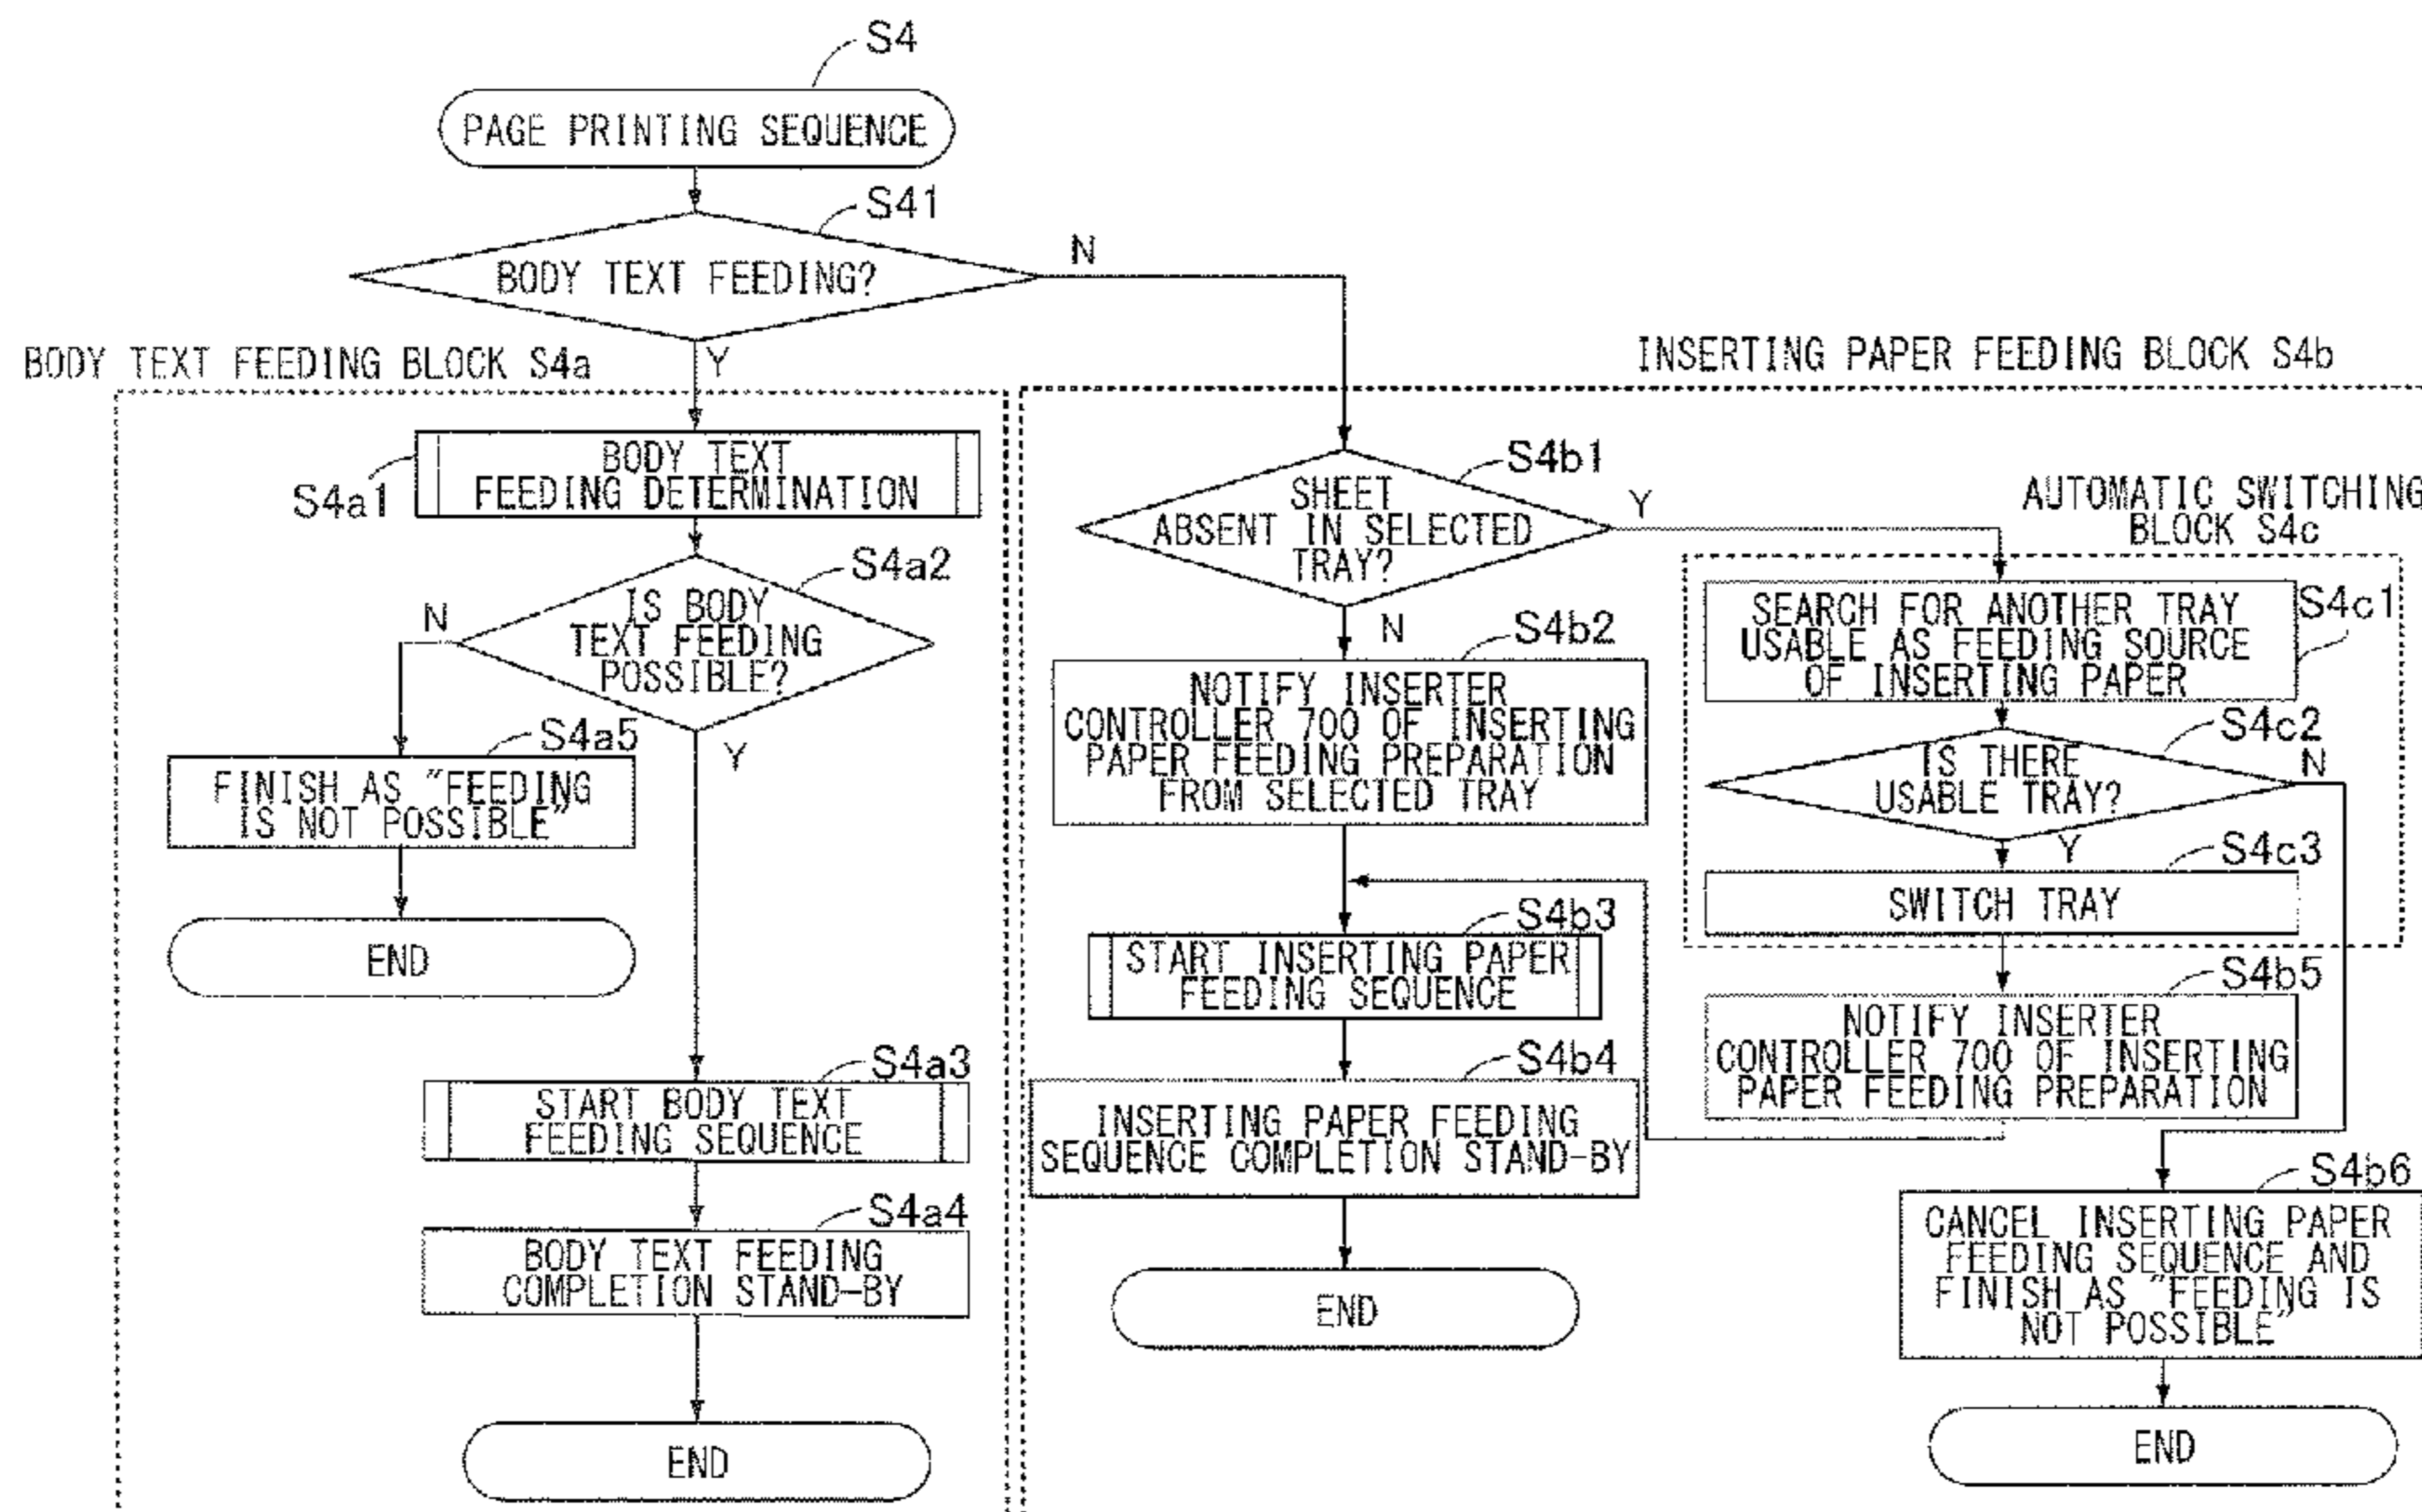 S4
PAGE PRINTING SEQUENCE
S41
BODY TEXT FEEDING?
N
Y
BODY TEXT FEEDING BLOCK S4a
S4a1
BODY TEXT
FEEDING DETERMINATION
S4a2
IS BODY
TEXT FEEDING
POSSIBLE?
N
Y
S4a5
FINISH AS "FEEDING
IS NOT POSSIBLE"
END
S4a3
START BODY TEXT
FEEDING SEQUENCE
S4a4
BODY TEXT FEEDING
COMPLETION STAND-BY
END
INSERTING PAPER FEEDING BLOCK S4b
S4b1
SHEET
ABSENT IN SELECTED
TRAY?
Y
N
S4b2
NOTIFY INSERTER
CONTROLLER 700 OF INSERTING
PAPER FEEDING PREPARATION
FROM SELECTED TRAY
S4b3
START INSERTING PAPER
FEEDING SEQUENCE
S4b4
INSERTING PAPER FEEDING
SEQUENCE COMPLETION STAND-BY
END
AUTOMATIC SWITCHING
BLOCK S4c
S4c1
SEARCH FOR ANOTHER TRAY
USABLE AS FEEDING SOURCE
OF INSERTING PAPER
S4c2
IS THERE
USABLE TRAY?
N
Y
S4c3
SWITCH TRAY
S4b5
NOTIFY INSERTER
CONTROLLER 700 OF INSERTING
PAPER FEEDING PREPARATION
S4b6
CANCEL INSERTING PAPER
FEEDING SEQUENCE AND
FINISH AS "FEEDING IS
NOT POSSIBLE"
END